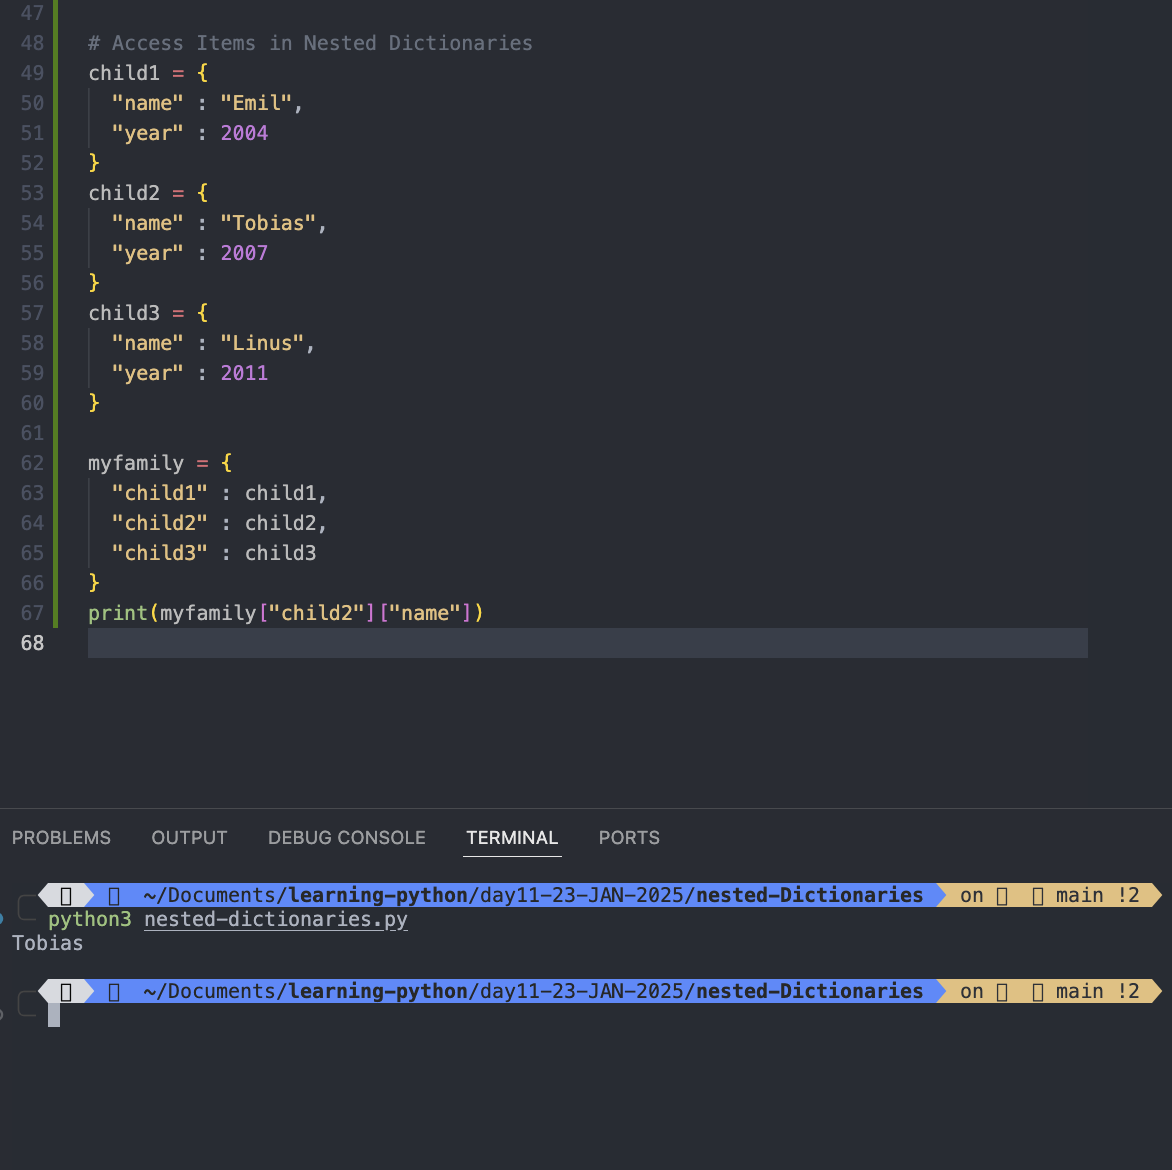 47
48 # Access Items in Nested Dictionaries
49 child1 = {
50   "name" : "Emil",
51   "year" : 2004
52 }
53 child2 = {
54   "name" : "Tobias",
55   "year" : 2007
56 }
57 child3 = {
58   "name" : "Linus",
59   "year" : 2011
60 }
61
62 myfamily = {
63   "child1" : child1,
64   "child2" : child2,
65   "child3" : child3
66 }
67 print(myfamily["child2"]["name"])
68
PROBLEMS OUTPUT DEBUG CONSOLE TERMINAL PORTS
~/Documents/learning-python/day11-23-JAN-2025/nested-Dictionaries on main !2
python3 nested-dictionaries.py
Tobias
~/Documents/learning-python/day11-23-JAN-2025/nested-Dictionaries on main !2